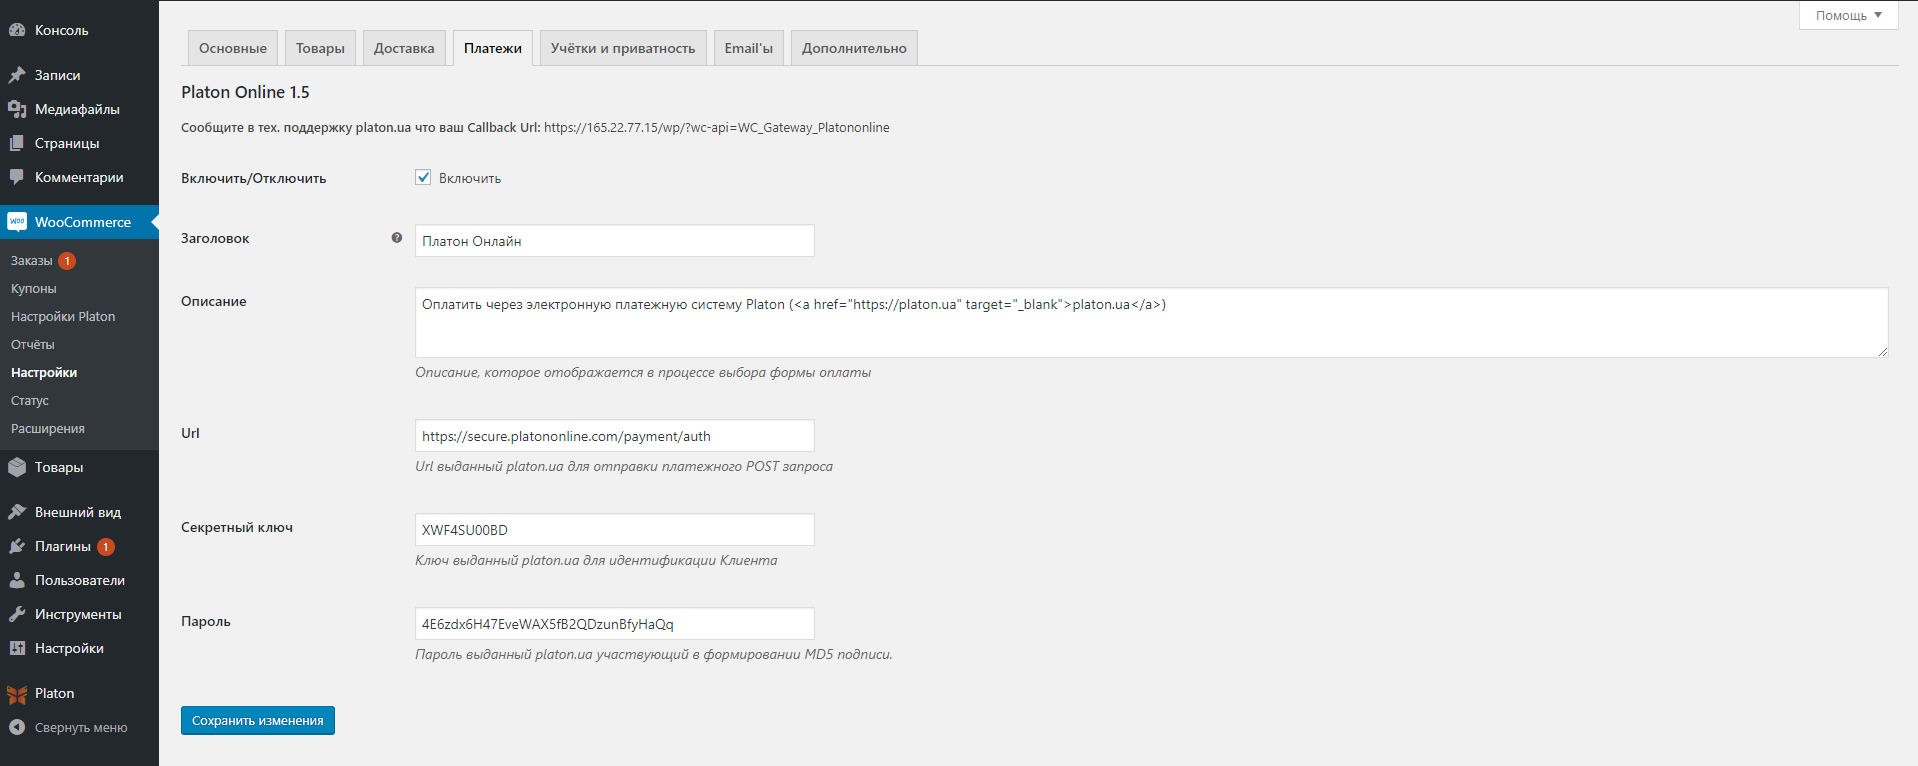 Консоль
Записи
Медиафайлы
Страницы
Комментарии
WooCommerce
Заказы 1
Купоны
Настройки Platon
Отчёты
Настройки
Статус
Расширения
Товары
Внешний вид
Плагины 1
Пользователи
Инструменты
Настройки
Platon
Свернуть меню
Помощь
Основные Товары Доставка Платежи Учётки и приватность Email'ы Дополнительно
Platon Online 1.5
Сообщите в тех. поддержку platon.ua что ваш Callback Url: https://165.22.77.15/wp/?wc-api=WC_Gateway_Platononline
Включить/Отключить Включить
Заголовок ? Платон Онлайн
Описание Оплатить через электронную платежную систему Platon (<a href="https://platon.ua" target="_blank">platon.ua</a>)
Описание, которое отображается в процессе выбора формы оплаты
Url https://secure.platononline.com/payment/auth
Url выданный platon.ua для отправки платежного POST запроса
Секретный ключ XWF4SU00BD
Ключ выданный platon.ua для идентификации Клиента
Пароль 4E6zdx6H47EveWAX5fB2QDzunBfyHaQq
Пароль выданный platon.ua участвующий в формировании MD5 подписи.
Сохранить изменения